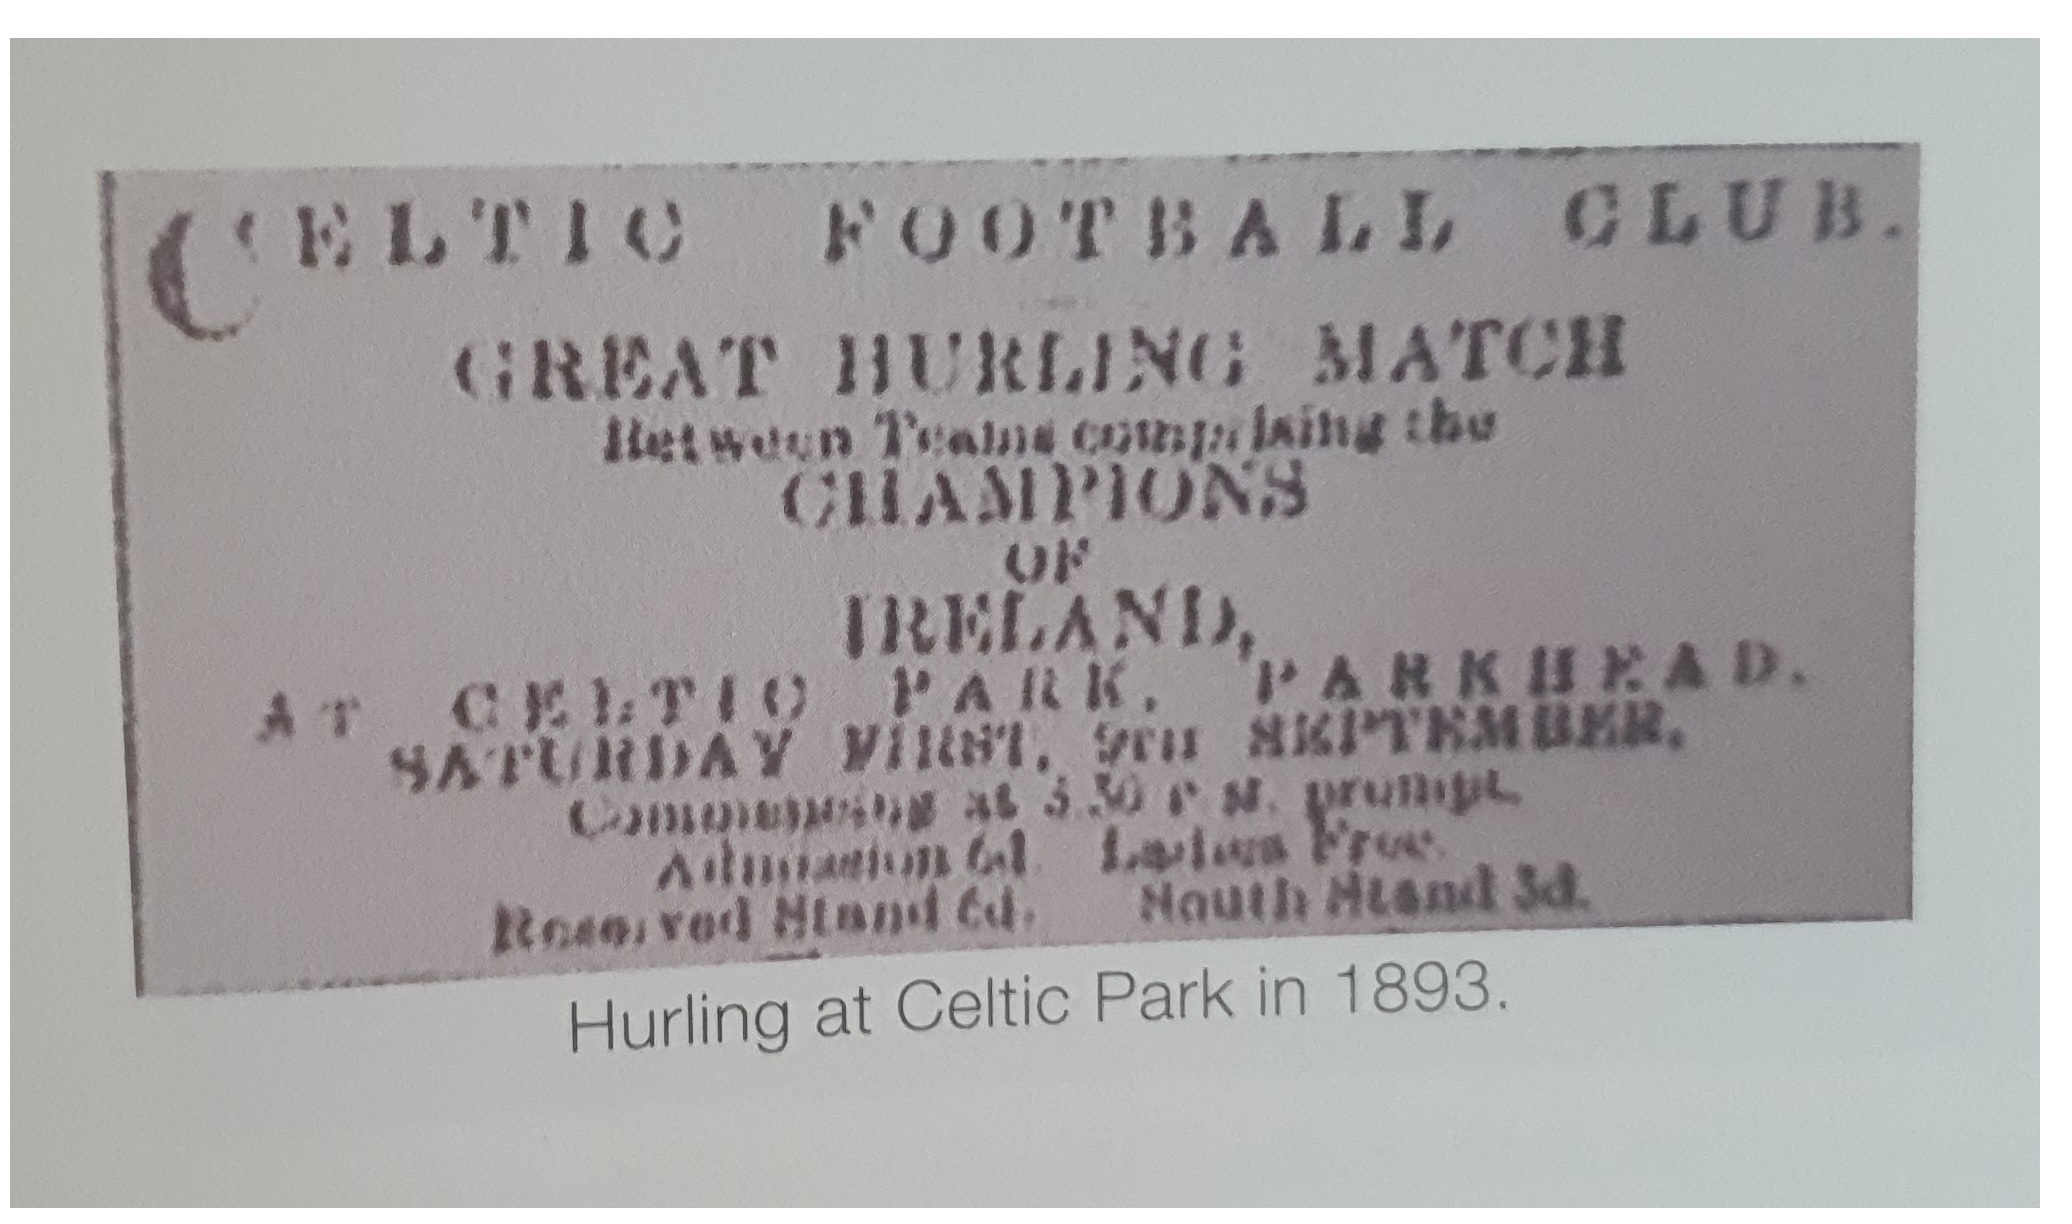 CELTIC FOOTBALL CLUB.
GREAT HURLING MATCH
Between Teams comprising the
CHAMPIONS
OF
IRELAND,
AT CELTIC PARK, PARKHEAD.
SATURDAY FIRST, 9TH SEPTEMBER,
Commencing at 3.30 P.M. prompt.
Admission 6d Ladies Free.
Reserved Stand 6d. South Stand 3d.
Hurling at Celtic Park in 1893.